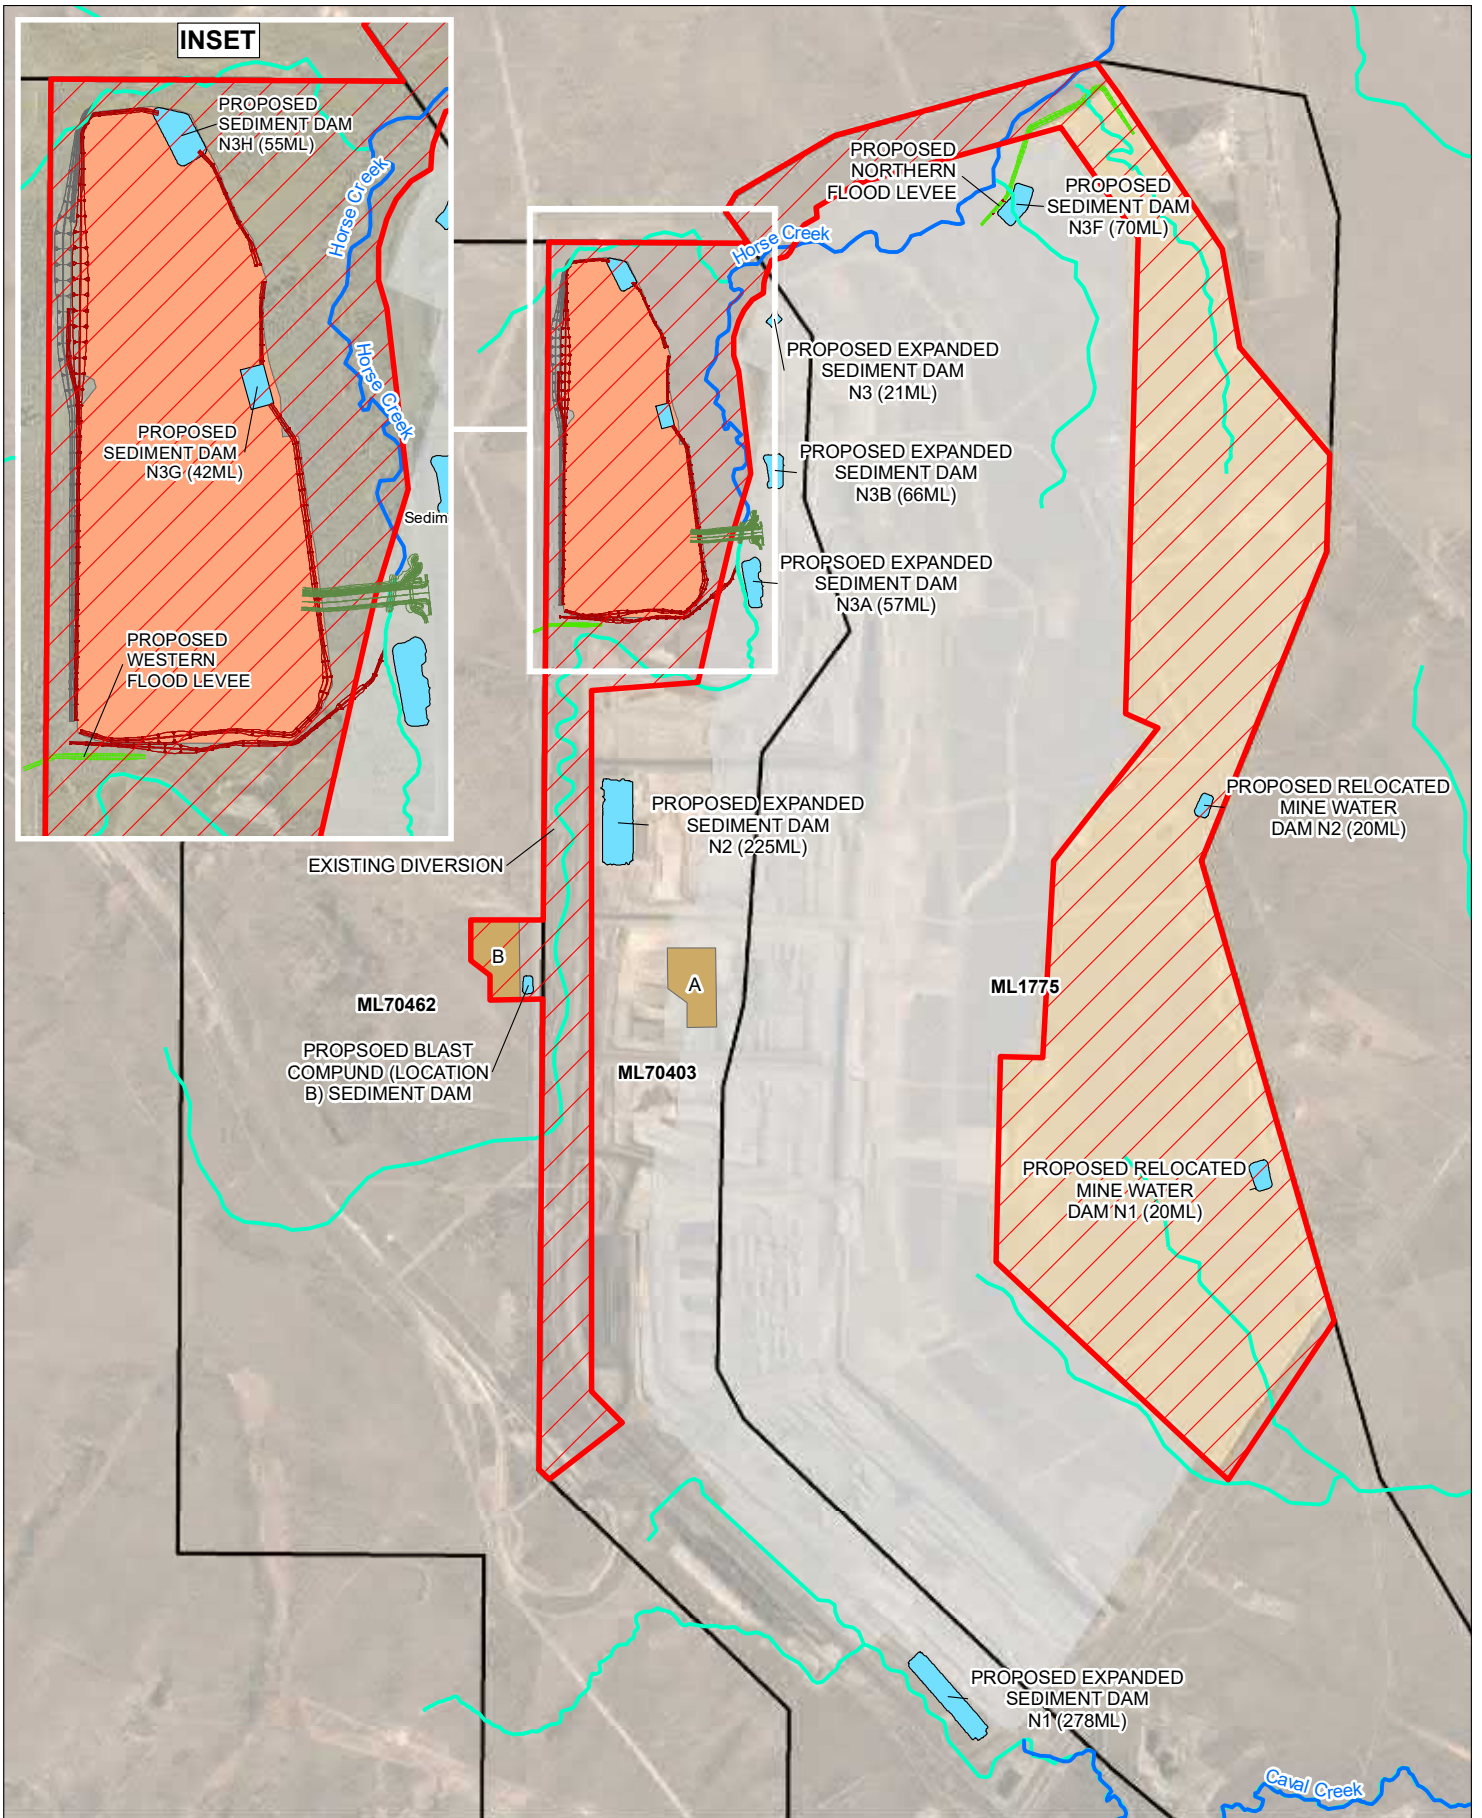 INSET
PROPOSED
SEDIMENT DAM
N3H (55ML)
Horse Creek
Horse Creek
PROPOSED
SEDIMENT DAM
N3G (42ML)
Sedim
PROPOSED
WESTERN
FLOOD LEVEE
PROPOSED
NORTHERN
FLOOD LEVEE
PROPOSED
SEDIMENT DAM
N3F (70ML)
Horse Creek
PROPOSED EXPANDED
SEDIMENT DAM
N3 (21ML)
PROPOSED EXPANDED
SEDIMENT DAM
N3B (66ML)
PROPSOED EXPANDED
SEDIMENT DAM
N3A (57ML)
PROPOSED EXPANDED
SEDIMENT DAM
N2 (225ML)
PROPOSED RELOCATED
MINE WATER
DAM N2 (20ML)
EXISTING DIVERSION
B
A
ML70462
ML1775
PROPSOED BLAST
COMPUND (LOCATION
B) SEDIMENT DAM
ML70403
PROPOSED RELOCATED
MINE WATER
DAM N1 (20ML)
PROPOSED EXPANDED
SEDIMENT DAM
N1 (278ML)
Caval Creek